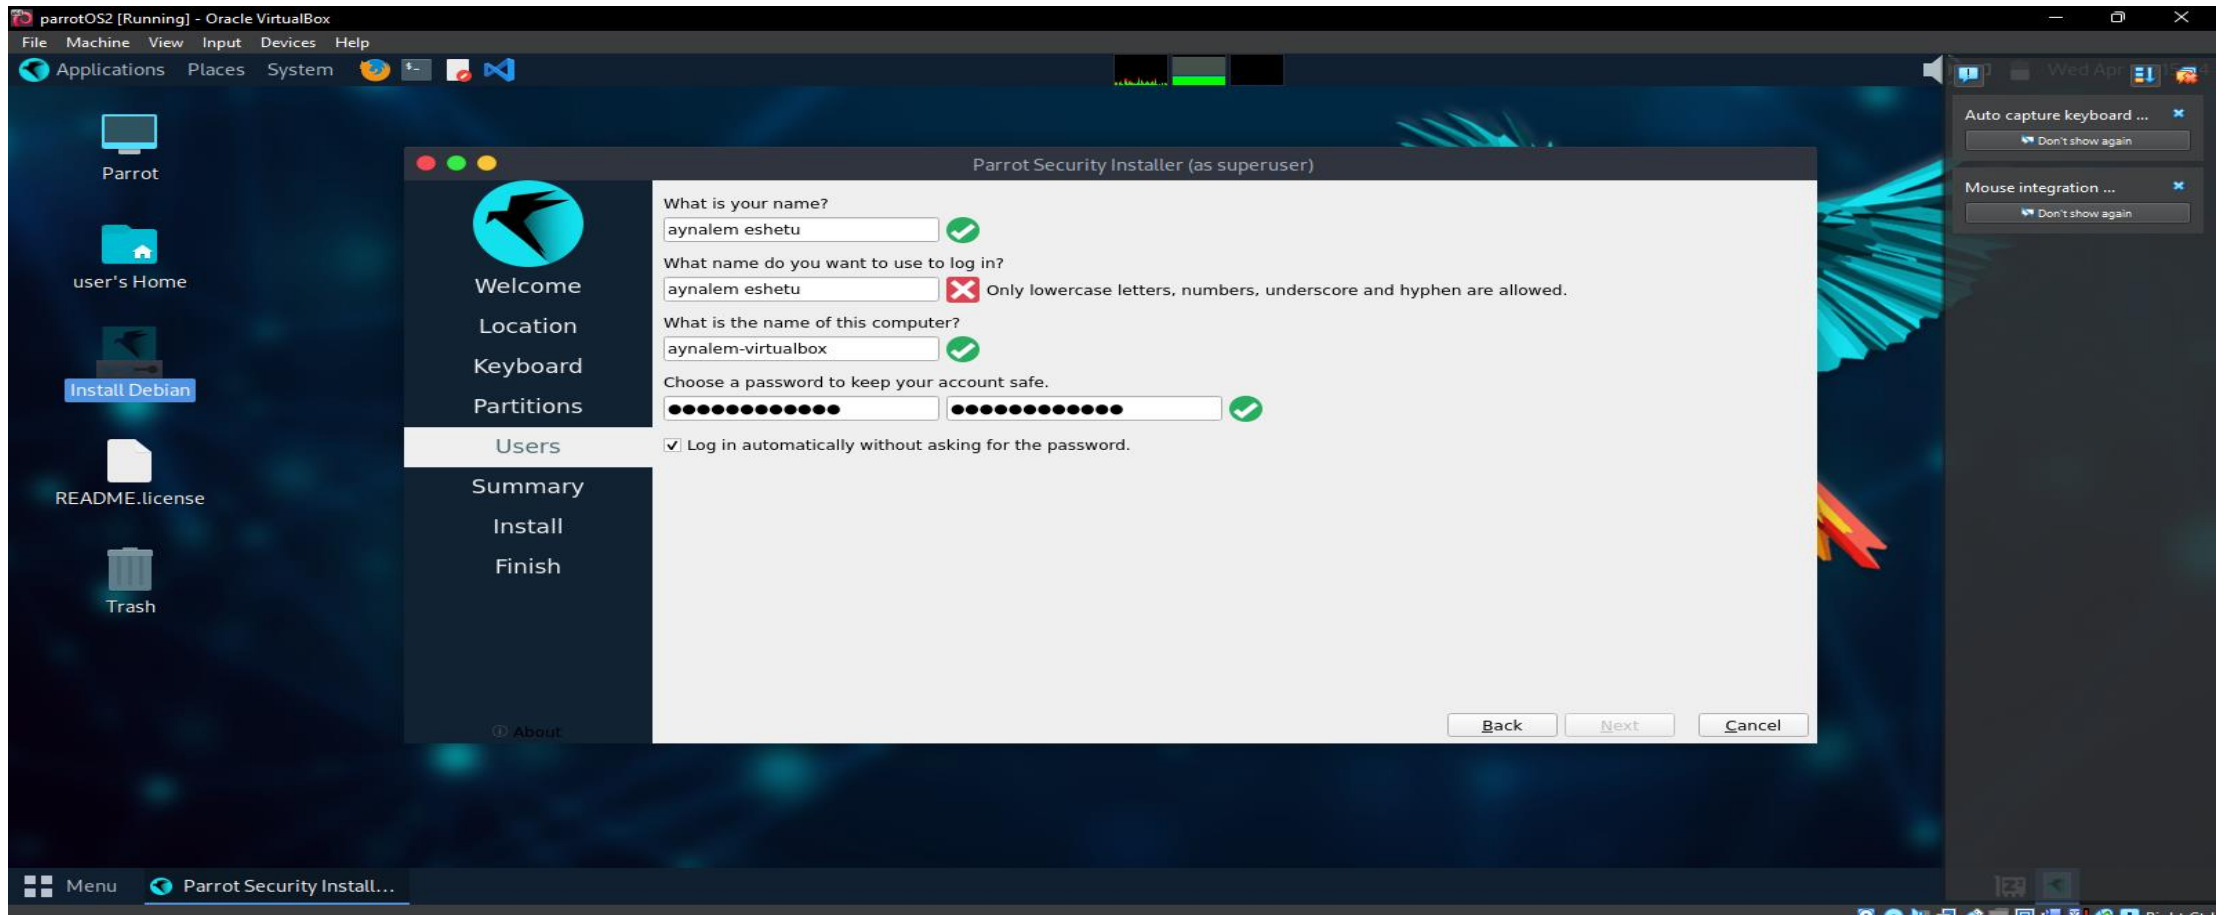 parrotOS2 [Running] - Oracle VirtualBox
File Machine View Input Devices Help
Applications Places System
Wed Apr
Auto capture keyboard ...
Don't show again
Mouse integration ...
Don't show again
Parrot
user's Home
Install Debian
README.license
Trash
Parrot Security Installer (as superuser)
Welcome
Location
Keyboard
Partitions
Users
Summary
Install
Finish
About
What is your name?
aynalem eshetu
What name do you want to use to log in?
aynalem eshetu Only lowercase letters, numbers, underscore and hyphen are allowed.
What is the name of this computer?
aynalem-virtualbox
Choose a password to keep your account safe.
●●●●●●●●●●●● ●●●●●●●●●●●●
Log in automatically without asking for the password.
Back Next Cancel
Menu Parrot Security Install...